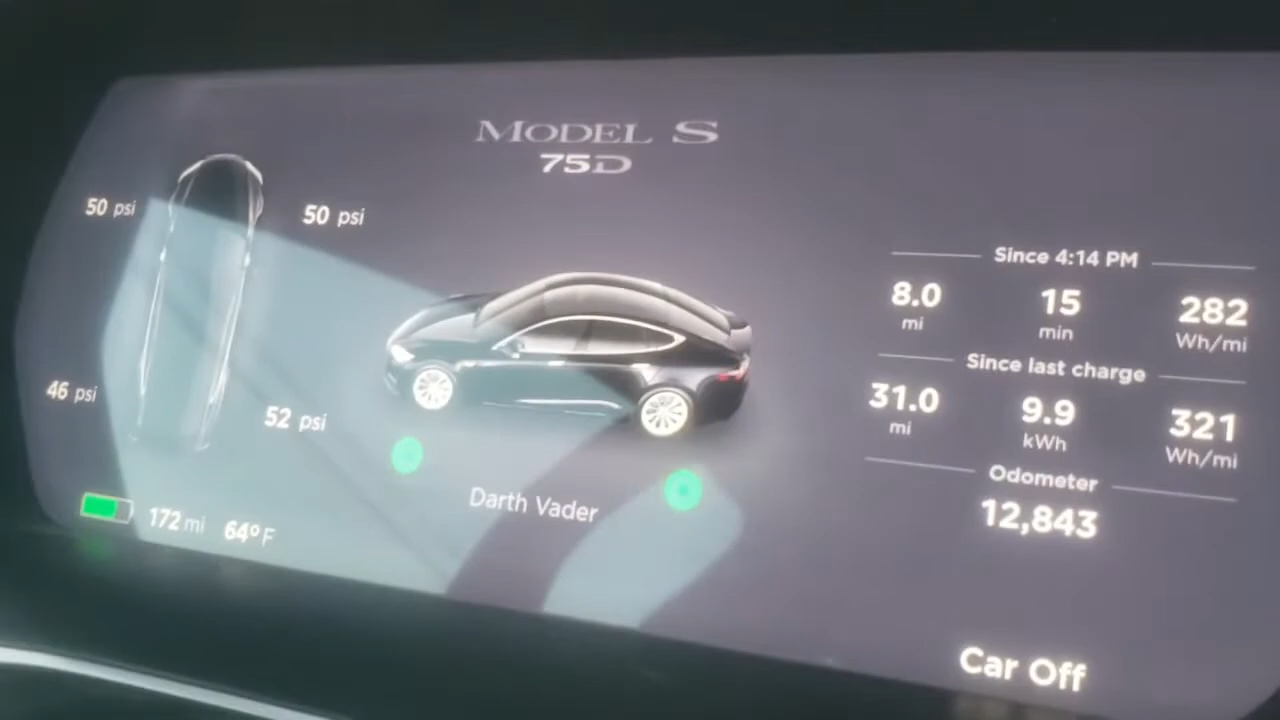 MODEL S
75D
50 psi
50 psi
46 psi
52 psi
172 mi 64° F
Darth Vader
Since 4:14 PM
8.0 15 282
mi min Wh/mi
Since last charge
31.0 9.9 321
mi kWh Wh/mi
Odometer
12,843
Car Off